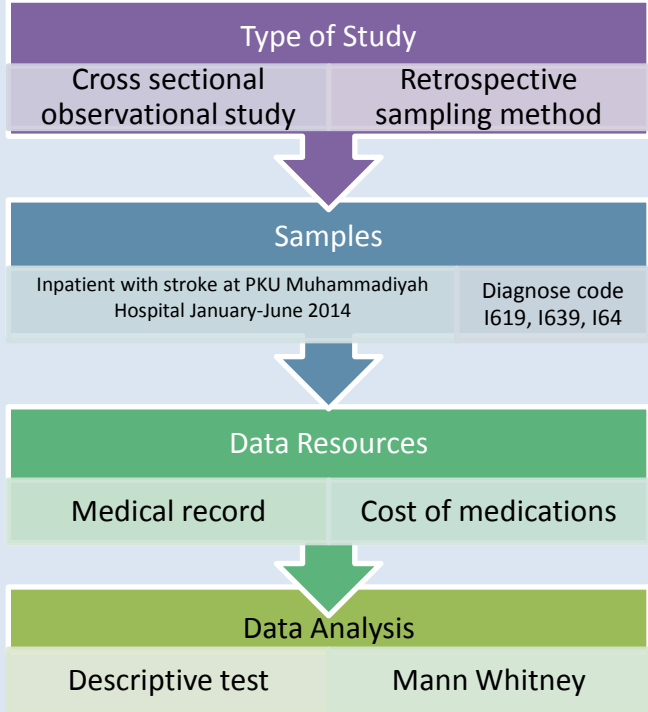 Type of Study
Cross sectional
observational study
Retrospective
sampling method
Samples
Inpatient with stroke at PKU Muhammadiyah
Hospital January-June 2014
Diagnose code
I619, I639, I64
Data Resources
Medical record
Cost of medications
Data Analysis
Descriptive test
Mann Whitney